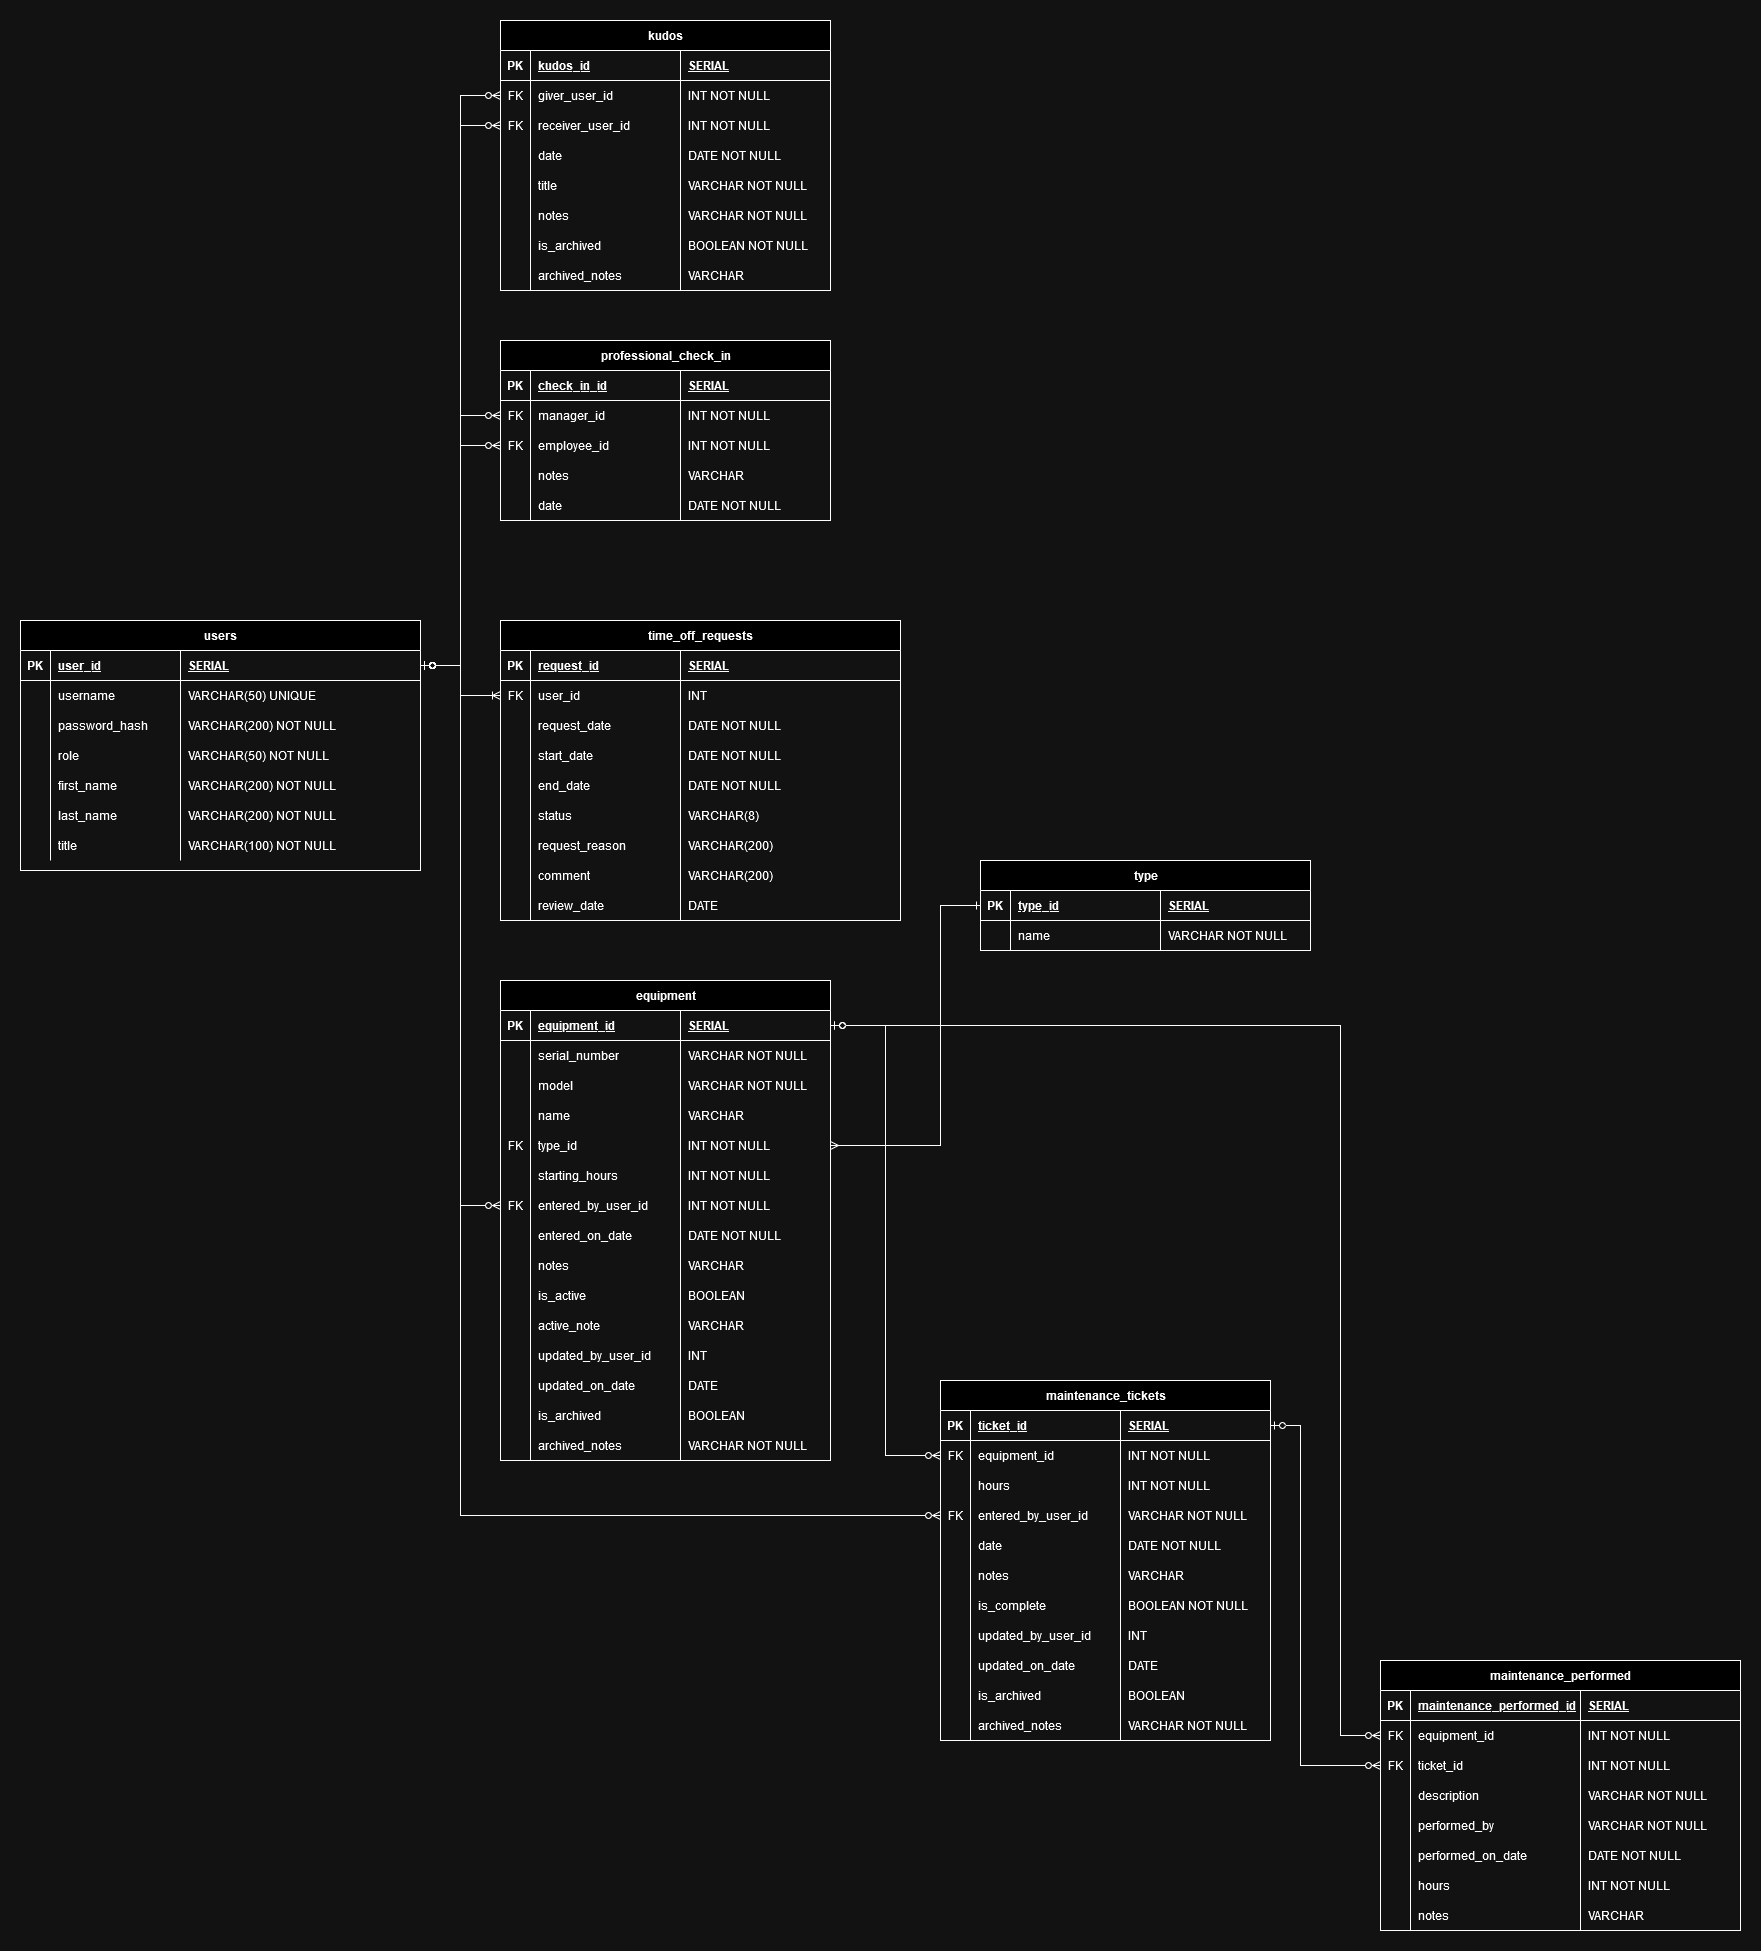 kudos
PK kudos_id SERIAL
FK giver_user_id INT NOT NULL
FK receiver_user_id INT NOT NULL
date DATE NOT NULL
title VARCHAR NOT NULL
notes VARCHAR NOT NULL
is_archived BOOLEAN NOT NULL
archived_notes VARCHAR
professional_check_in
PK check_in_id SERIAL
FK manager_id INT NOT NULL
FK employee_id INT NOT NULL
notes VARCHAR
date DATE NOT NULL
users
PK user_id SERIAL
username VARCHAR(50) UNIQUE
password_hash VARCHAR(200) NOT NULL
role VARCHAR(50) NOT NULL
first_name VARCHAR(200) NOT NULL
last_name VARCHAR(200) NOT NULL
title VARCHAR(100) NOT NULL
time_off_requests
PK request_id SERIAL
FK user_id INT
request_date DATE NOT NULL
start_date DATE NOT NULL
end_date DATE NOT NULL
status VARCHAR(8)
request_reason VARCHAR(200)
comment VARCHAR(200)
review_date DATE
type
PK type_id SERIAL
name VARCHAR NOT NULL
equipment
PK equipment_id SERIAL
serial_number VARCHAR NOT NULL
model VARCHAR NOT NULL
name VARCHAR
FK type_id INT NOT NULL
starting_hours INT NOT NULL
FK entered_by_user_id INT NOT NULL
entered_on_date DATE NOT NULL
notes VARCHAR
is_active BOOLEAN
active_note VARCHAR
updated_by_user_id INT
updated_on_date DATE
is_archived BOOLEAN
archived_notes VARCHAR NOT NULL
maintenance_tickets
PK ticket_id SERIAL
FK equipment_id INT NOT NULL
hours INT NOT NULL
FK entered_by_user_id VARCHAR NOT NULL
date DATE NOT NULL
notes VARCHAR
is_complete BOOLEAN NOT NULL
updated_by_user_id INT
updated_on_date DATE
is_archived BOOLEAN
archived_notes VARCHAR NOT NULL
maintenance_performed
PK maintenance_performed_id SERIAL
FK equipment_id INT NOT NULL
FK ticket_id INT NOT NULL
description VARCHAR NOT NULL
performed_by VARCHAR NOT NULL
performed_on_date DATE NOT NULL
hours INT NOT NULL
notes VARCHAR